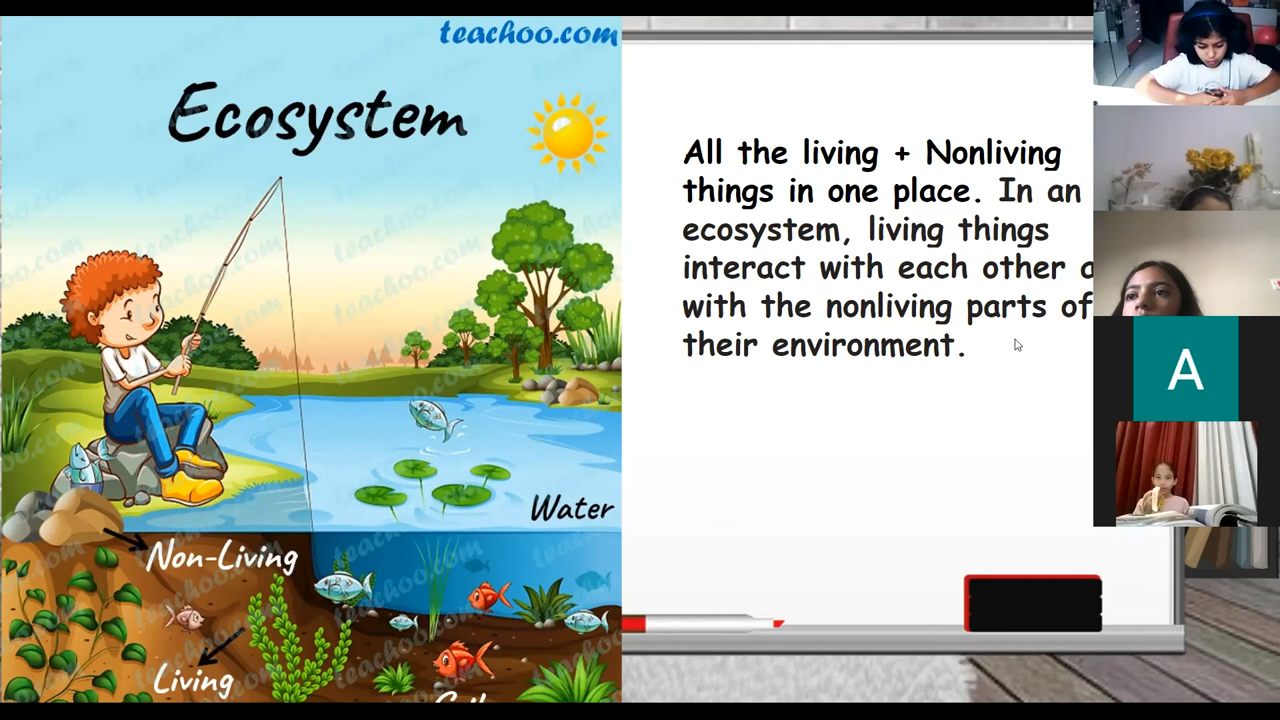 teachoo.com
Ecosystem
Water
Non-Living
Living
All the living + Nonliving
things in one place. In an
ecosystem, living things
interact with each other
with the nonliving parts of
their environment.
A